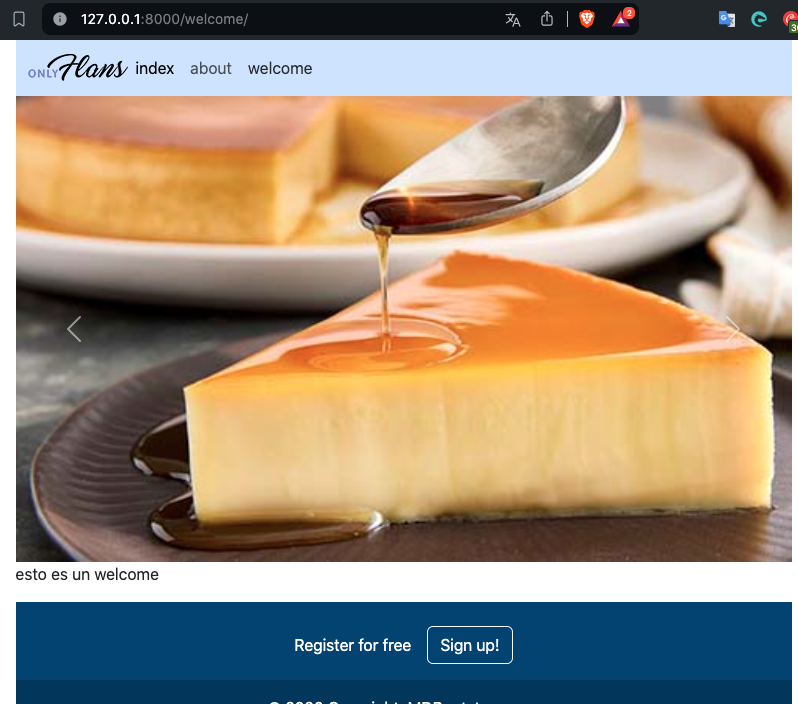 127.0.0.1:8000/welcome/
2
ONLY Flans index about welcome
esto es un welcome
Register for free Sign up!